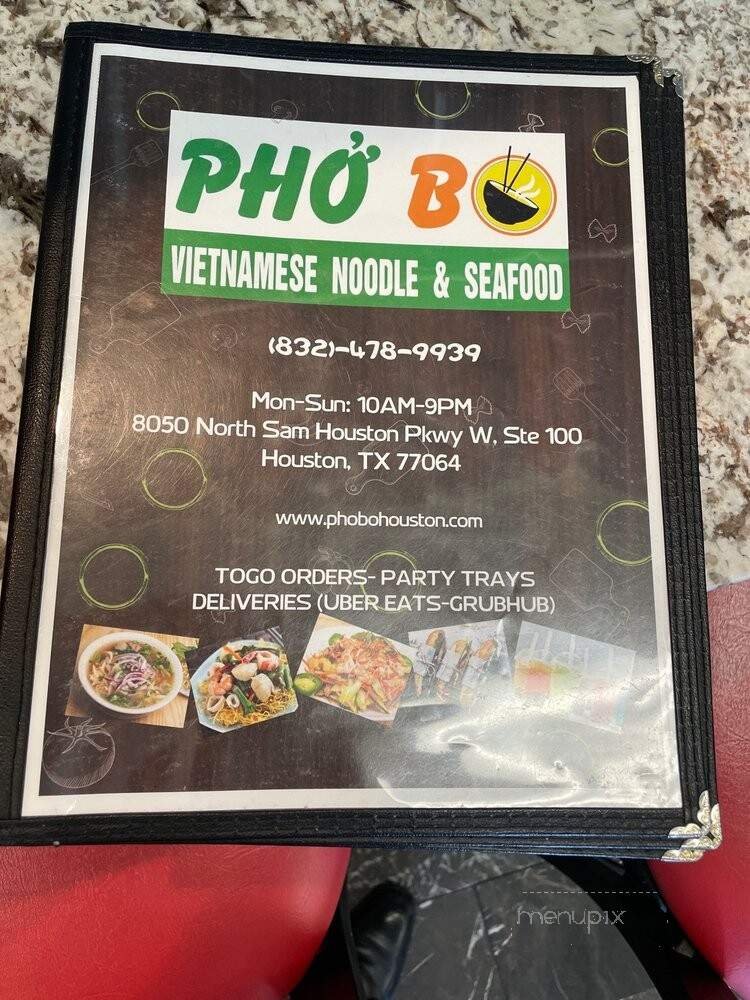 PHỞ BO
VIETNAMESE NOODLE & SEAFOOD
(832)-478-9939
Mon-Sun: 10AM-9PM
8050 North Sam Houston Pkwy W, Ste 100
Houston, TX 77064
www.phobohouston.com
TOGO ORDERS- PARTY TRAYS
DELIVERIES (UBER EATS-GRUBHUB)
menupix